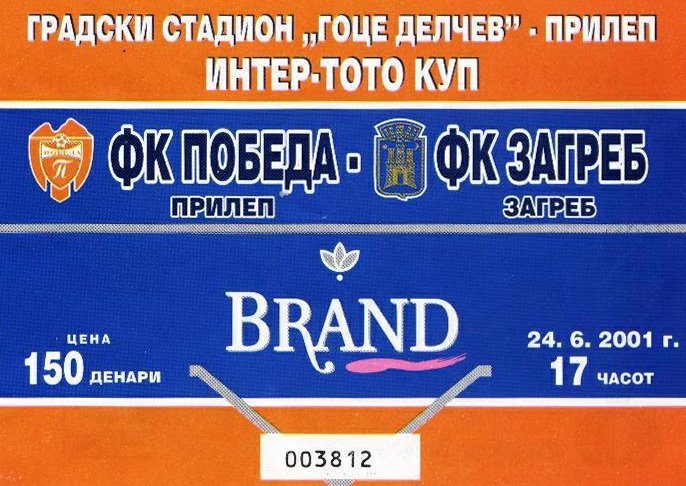 ГРАДСКИ СТАДИОН „ГОЦЕ ДЕЛЧЕВ” - ПРИЛЕП
ИНТЕР-ТОТО КУП
ПОБЕДА
П
ФК ПОБЕДА - ФК ЗАГРЕБ
ПРИЛЕП
ЗАГРЕБ
BRAND
ЦЕНА
150 ДЕНАРИ
24. 6. 2001 г.
17 ЧАСОТ
003812